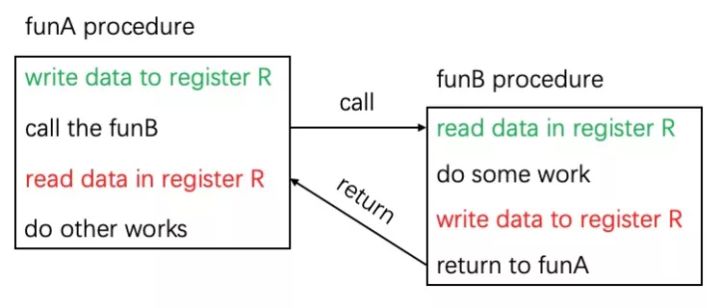 funA procedure
write data to register R
call the funB
read data in register R
do other works
call
return
funB procedure
read data in register R
do some work
write data to register R
return to funA